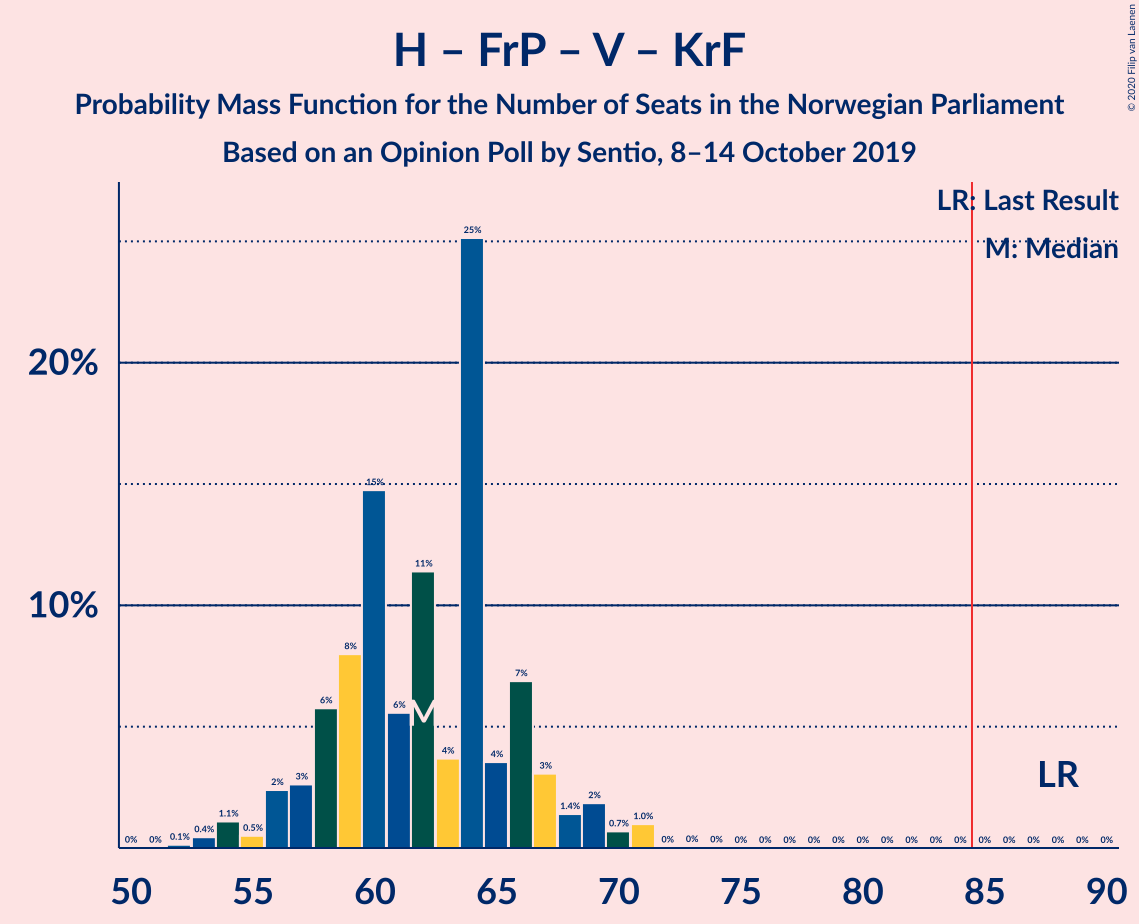 H – FrP – V – KrF
Probability Mass Function for the Number of Seats in the Norwegian Parliament
Based on an Opinion Poll by Sentio, 8–14 October 2019
© 2020 Filip van Laenen
LR: Last Result
M: Median
20%
10%
0% 0% 0.1% 0.4% 1.1% 0.5% 2% 3% 6% 8% 15% 6% 11% 4% 25% 4% 7% 3% 1.4% 2% 0.7% 1.0% 0% 0% 0% 0% 0% 0% 0% 0% 0% 0% 0% 0% 0% 0% 0% 0% 0% 0% 0%
M
LR
50 55 60 65 70 75 80 85 90